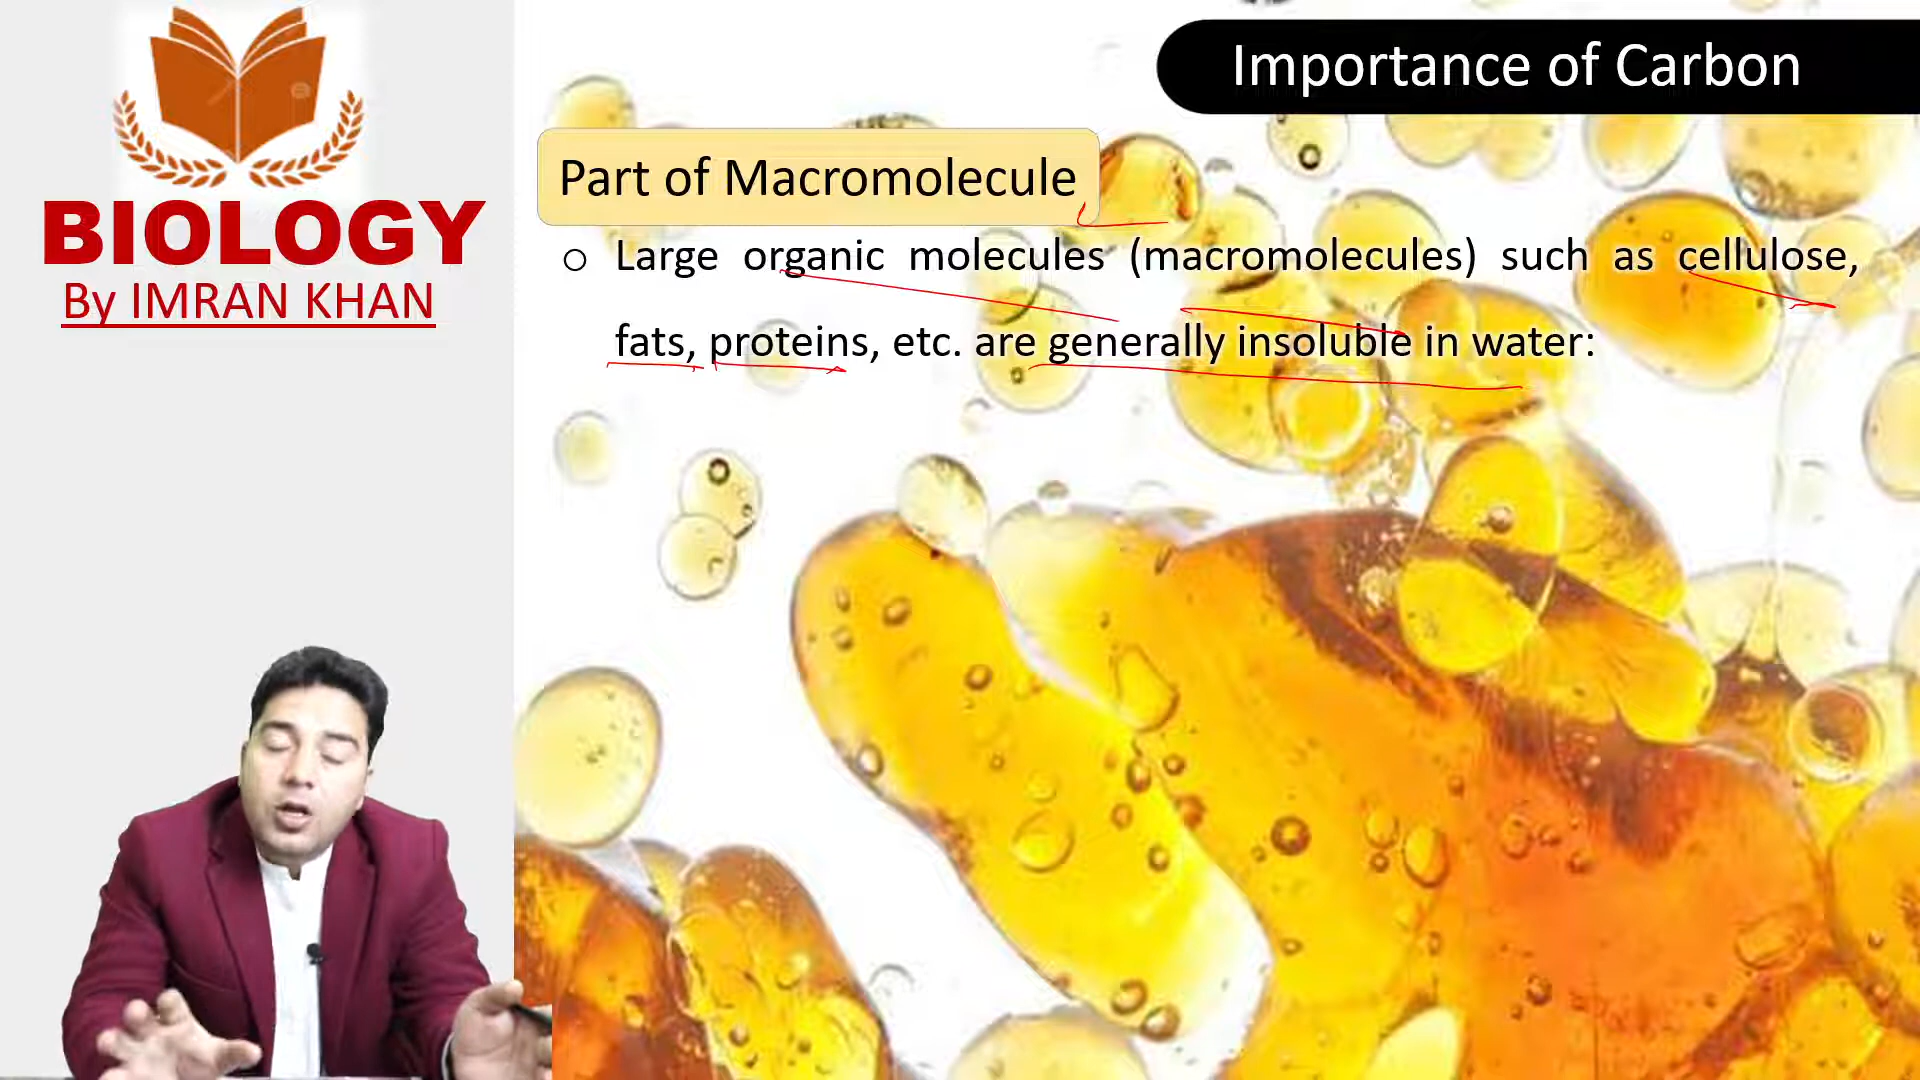 BIOLOGY
By IMRAN KHAN
Importance of Carbon
Part of Macromolecule
Large organic molecules (macromolecules) such as cellulose,
fats, proteins, etc. are generally insoluble in water: